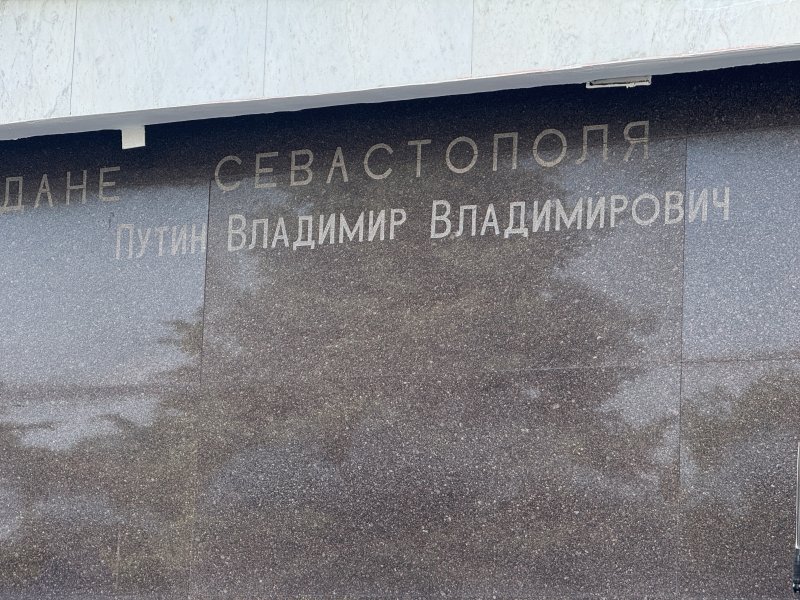 ДАНЕ СЕВАСТОПОЛЯ
Путин Владимир Владимирович